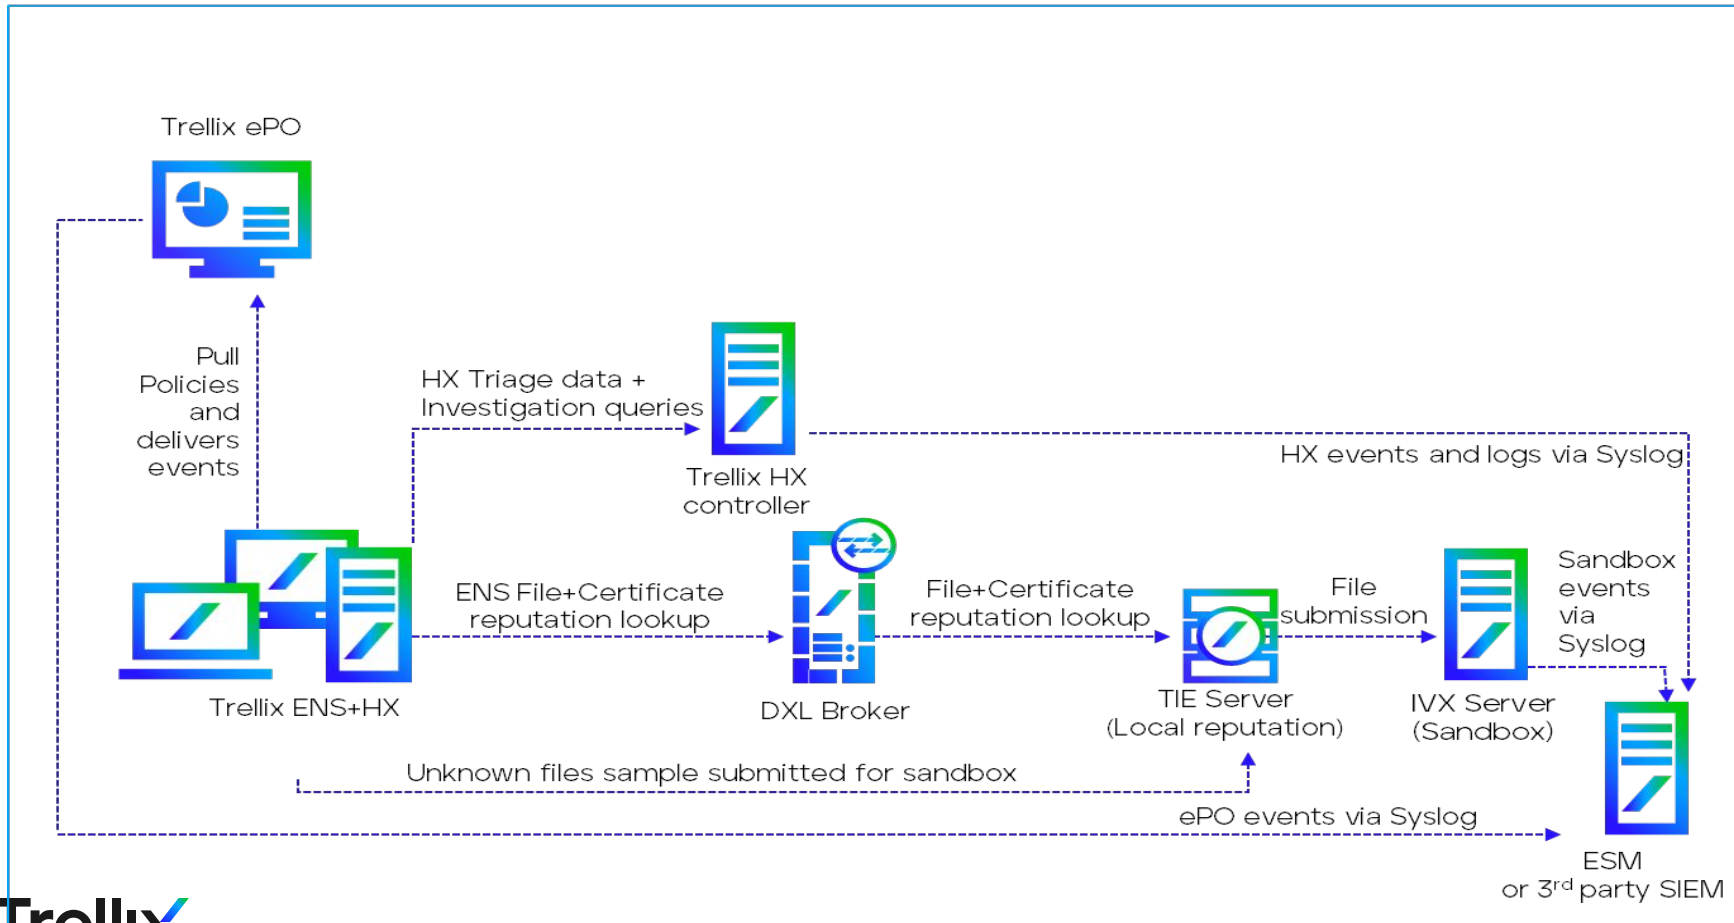 Trellix ePO
Pull
Policies
and
delivers
events
HX Triage data +
Investigation queries
Trellix HX
controller
HX events and logs via Syslog
Trellix ENS+HX
ENS File+Certificate
reputation lookup
DXL Broker
File+Certificate
reputation lookup
TIE Server
(Local reputation)
File
submission
IVX Server
(Sandbox)
Sandbox
events
via
Syslog
Unknown files sample submitted for sandbox
ePO events via Syslog
ESM
or 3rd party SIEM
Trellix